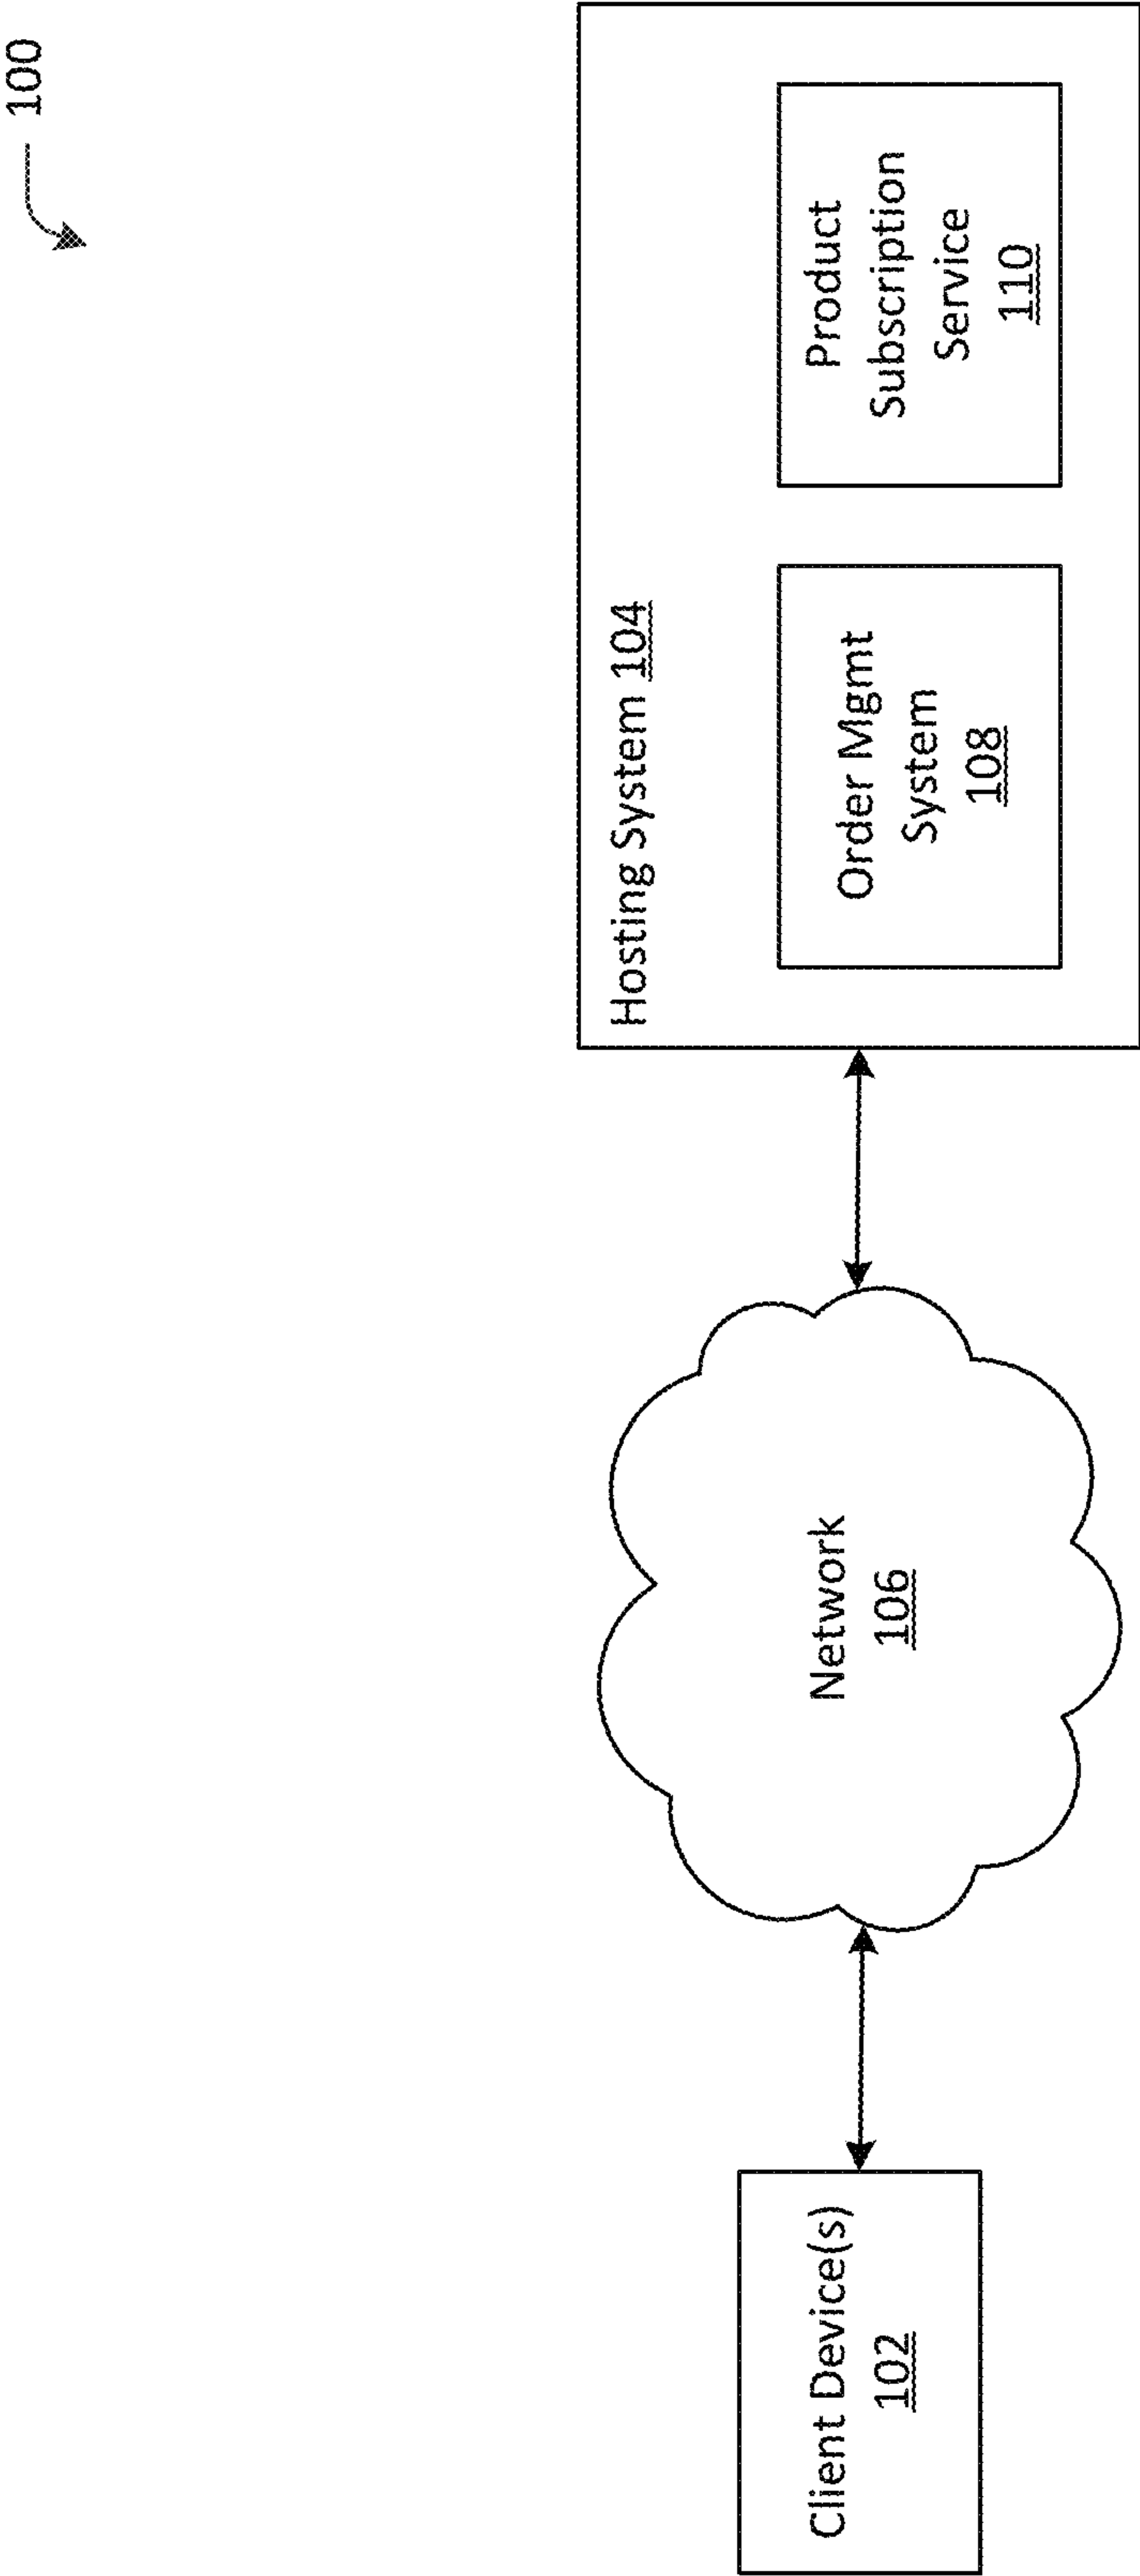 100
Client Device(s)
102
Network
106
Hosting System 104
Order Mgmt
System
108
Product
Subscription
Service
110